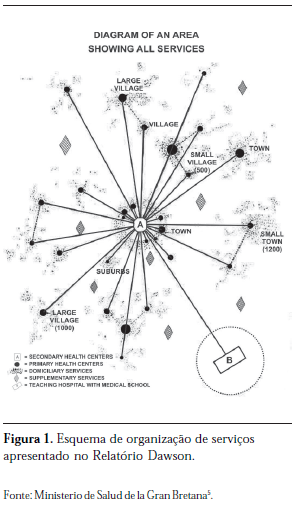 DIAGRAM OF AN AREA
SHOWING ALL SERVICES
LARGE
VILLAGE
VILLAGE
TOWN
SMALL
VILLAGE
(500)
A
TOWN
SMALL
TOWN
(1200)
SUBURBS
LARGE
VILLAGE
(1000)
B
A = SECONDARY HEALTH CENTERS
= PRIMARY HEALTH CENTERS
= DOMICILIARY SERVICES
= SUPPLEMENTARY SERVICES
= TEACHING HOSPITAL WITH MEDICAL SCHOOL
Figura 1. Esquema de organização de serviços
apresentado no Relatório Dawson.
Fonte: Ministerio de Salud de la Gran Bretana⁵.